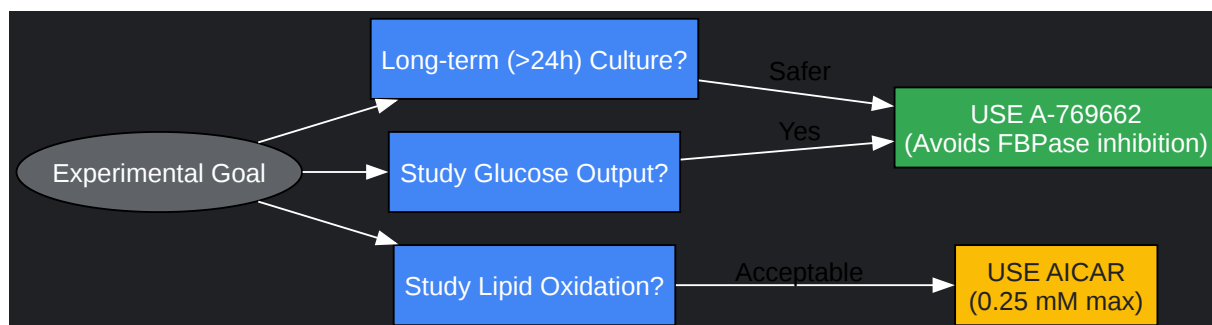 Long-term (>24h) Culture?
Safer
USE A-769662
(Avoids FBPase inhibition)
Yes
Experimental Goal
Study Glucose Output?
Study Lipid Oxidation?
Acceptable
USE AICAR
(0.25 mM max)